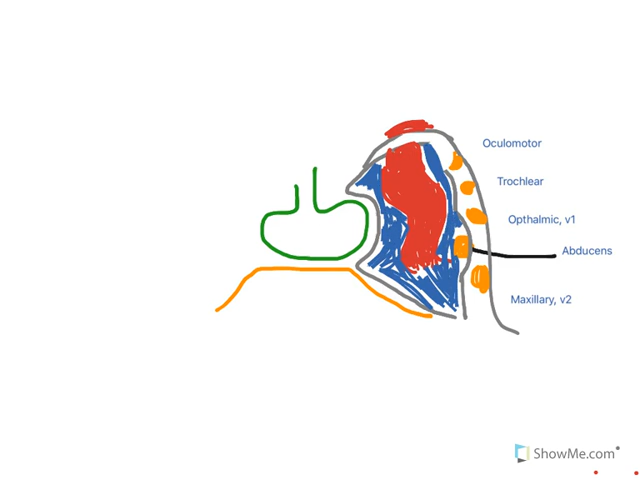 Oculomotor
Trochlear
Opthalmic, v1
Abducens
Maxillary, v2
ShowMe.com